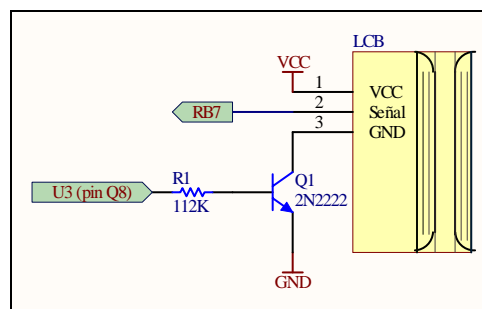 LCB
VCC
1
VCC
RB7
2
Señal
3
GND
R1
U3 (pin Q8)
112K
Q1
2N2222
GND